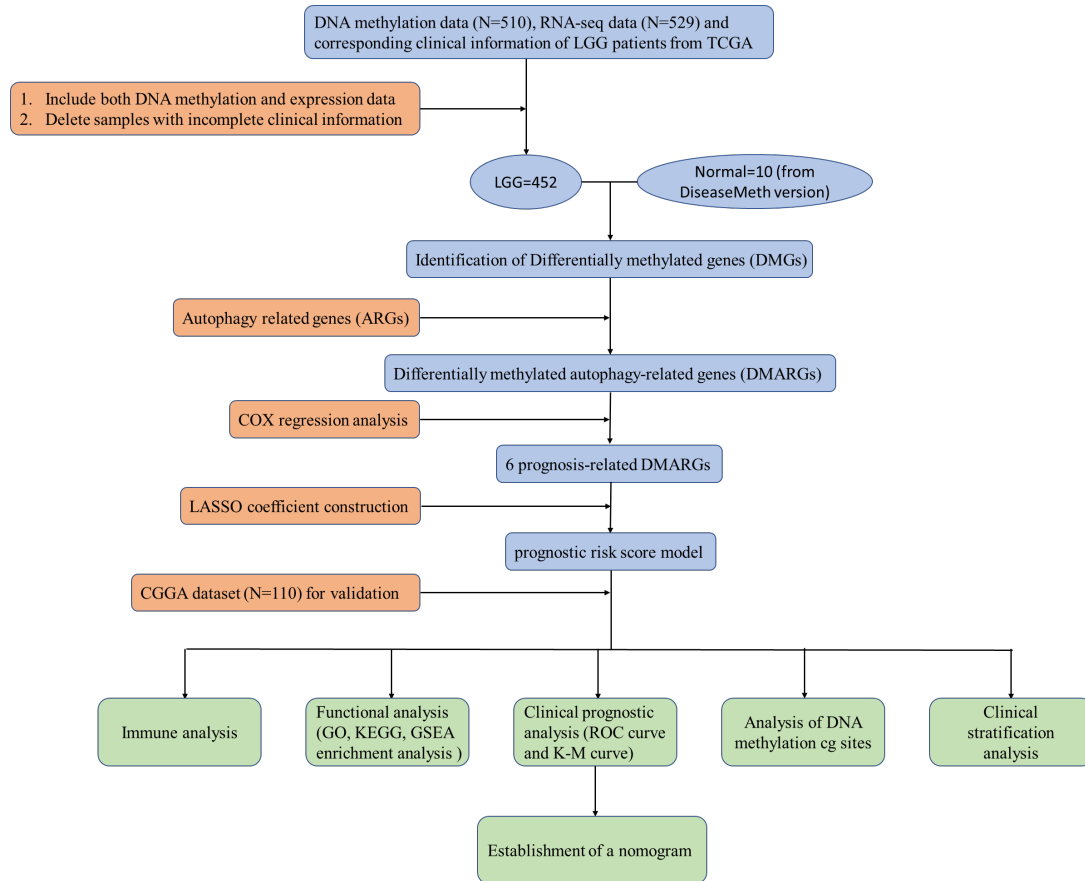 DNA methylation data (N=510), RNA-seq data (N=529) and
corresponding clinical information of LGG patients from TCGA
1. Include both DNA methylation and expression data
2. Delete samples with incomplete clinical information
LGG=452
Normal=10 (from
DiseaseMeth version)
Identification of Differentially methylated genes (DMGs)
Autophagy related genes (ARGs)
Differentially methylated autophagy-related genes (DMARGs)
COX regression analysis
6 prognosis-related DMARGs
LASSO coefficient construction
prognostic risk score model
CGGA dataset (N=110) for validation
Immune analysis
Functional analysis
(GO, KEGG, GSEA
enrichment analysis )
Clinical prognostic
analysis (ROC curve
and K-M curve)
Analysis of DNA
methylation cg sites
Clinical
stratification
analysis
Establishment of a nomogram